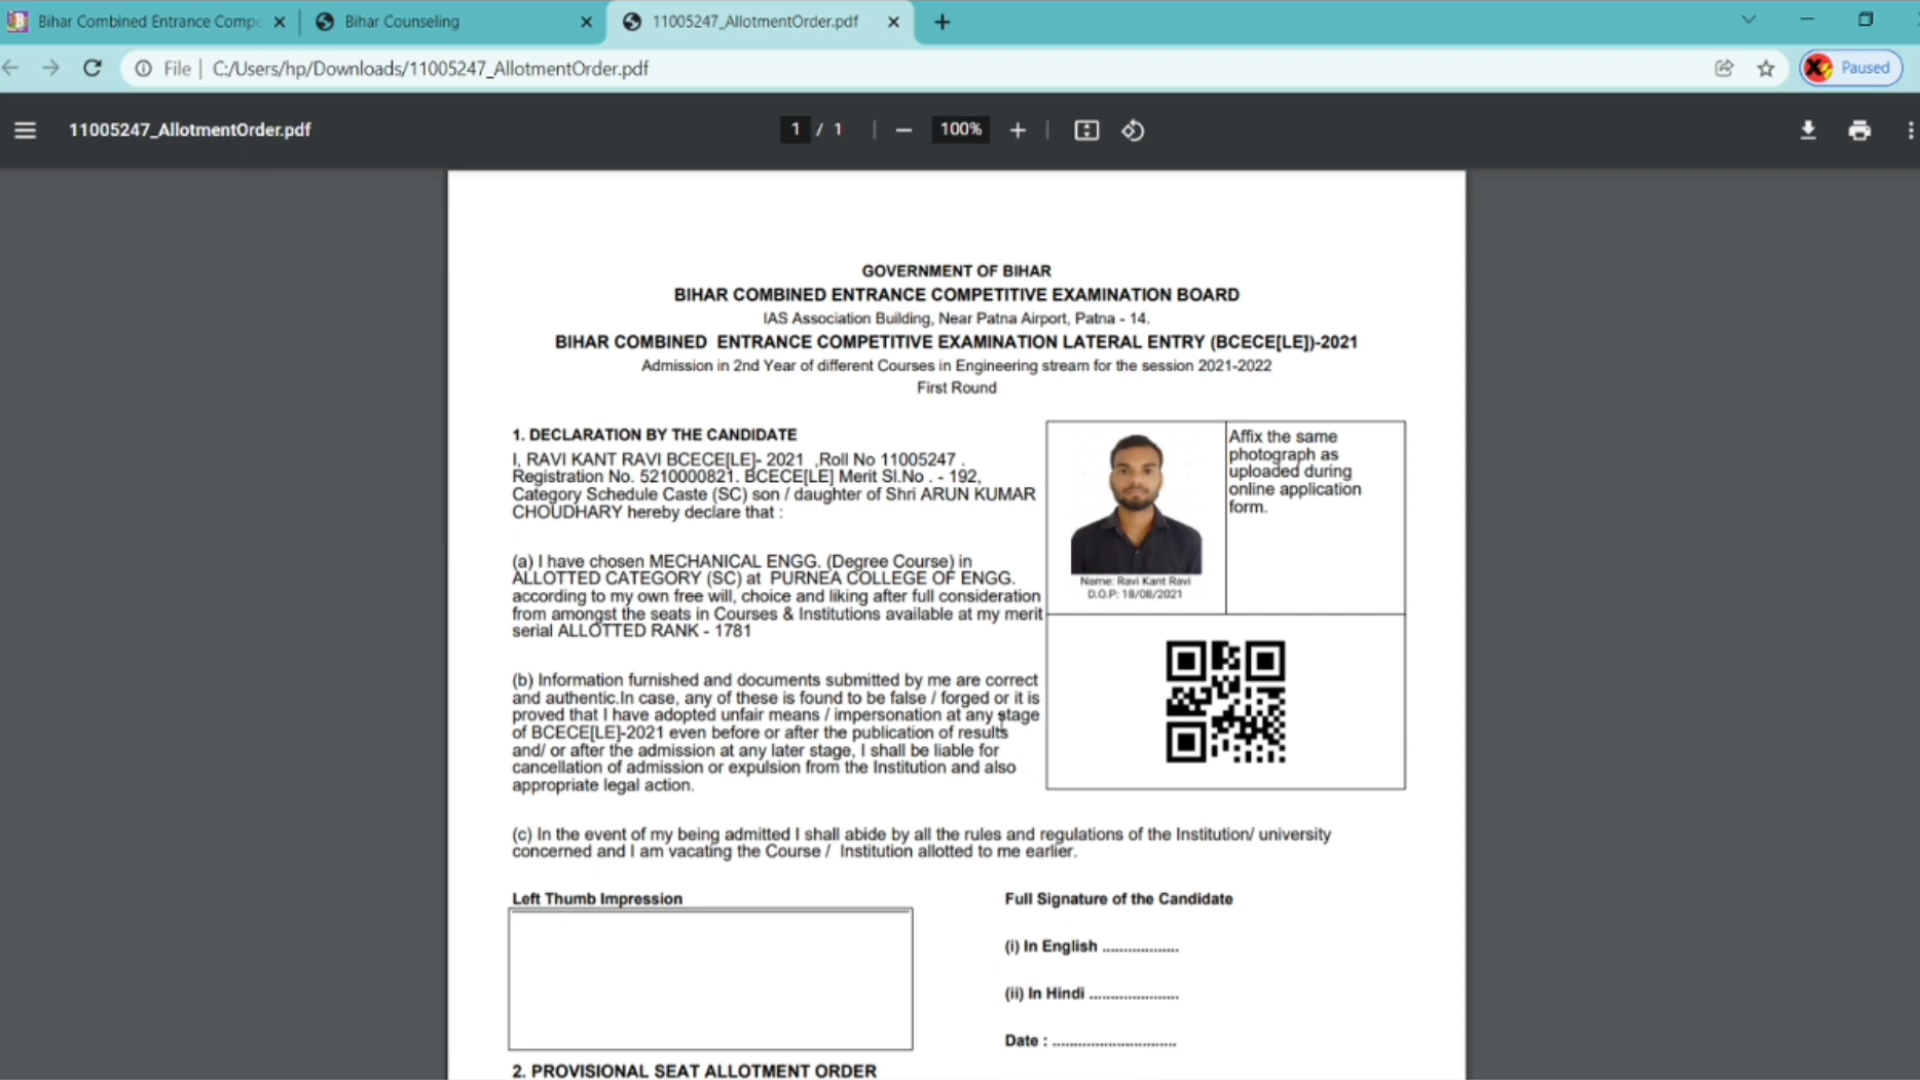 Bihar Combined Entrance Compe
Bihar Counseling
11005247_AllotmentOrder.pdf
File
C:/Users/hp/Downloads/11005247_AllotmentOrder.pdf
Paused
11005247_AllotmentOrder.pdf
1 / 1
100%
GOVERNMENT OF BIHAR
BIHAR COMBINED ENTRANCE COMPETITIVE EXAMINATION BOARD
IAS Association Building, Near Patna Airport, Patna - 14.
BIHAR COMBINED ENTRANCE COMPETITIVE EXAMINATION LATERAL ENTRY (BCECE[LE])-2021
Admission in 2nd Year of different Courses in Engineering stream for the session 2021-2022
First Round
1. DECLARATION BY THE CANDIDATE
I, RAVI KANT RAVI BCECE[LE]- 2021 ,Roll No 11005247 .
Registration No. 5210000821. BCECE[LE] Merit Sl.No . - 192,
Category Schedule Caste (SC) son / daughter of Shri ARUN KUMAR
CHOUDHARY hereby declare that :
(a) I have chosen MECHANICAL ENGG. (Degree Course) in
ALLOTTED CATEGORY (SC) at PURNEA COLLEGE OF ENGG.
according to my own free will, choice and liking after full consideration
from amongst the seats in Courses & Institutions available at my merit
serial ALLOTTED RANK - 1781
(b) Information furnished and documents submitted by me are correct
and authentic.In case, any of these is found to be false / forged or it is
proved that I have adopted unfair means / impersonation at any stage
of BCECE[LE]-2021 even before or after the publication of results
and/ or after the admission at any later stage, I shall be liable for
cancellation of admission or expulsion from the Institution and also
appropriate legal action.
Affix the same
photograph as
uploaded during
online application
form.
Name: Ravi Kant Ravi
D.O.P: 18/08/2021
(c) In the event of my being admitted I shall abide by all the rules and regulations of the Institution/ university
concerned and I am vacating the Course / Institution allotted to me earlier.
Left Thumb Impression
Full Signature of the Candidate
(i) In English ..................
(ii) In Hindi .....................
Date : .............................
2. PROVISIONAL SEAT ALLOTMENT ORDER